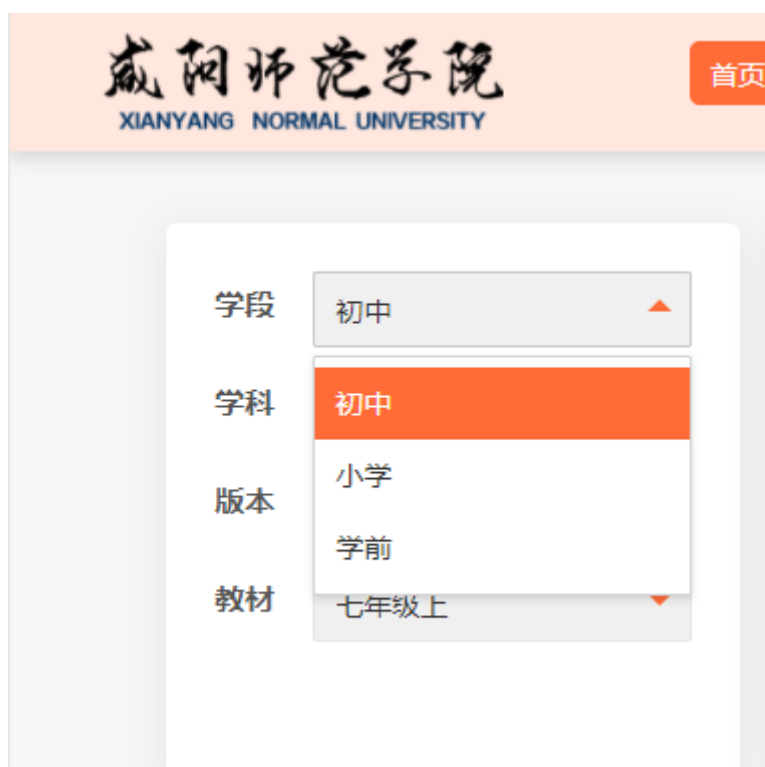 咸阳师范学院
XIANYANG NORMAL UNIVERSITY
首页
学段
初中
学科
初中
小学
版本
学前
教材
七年级上